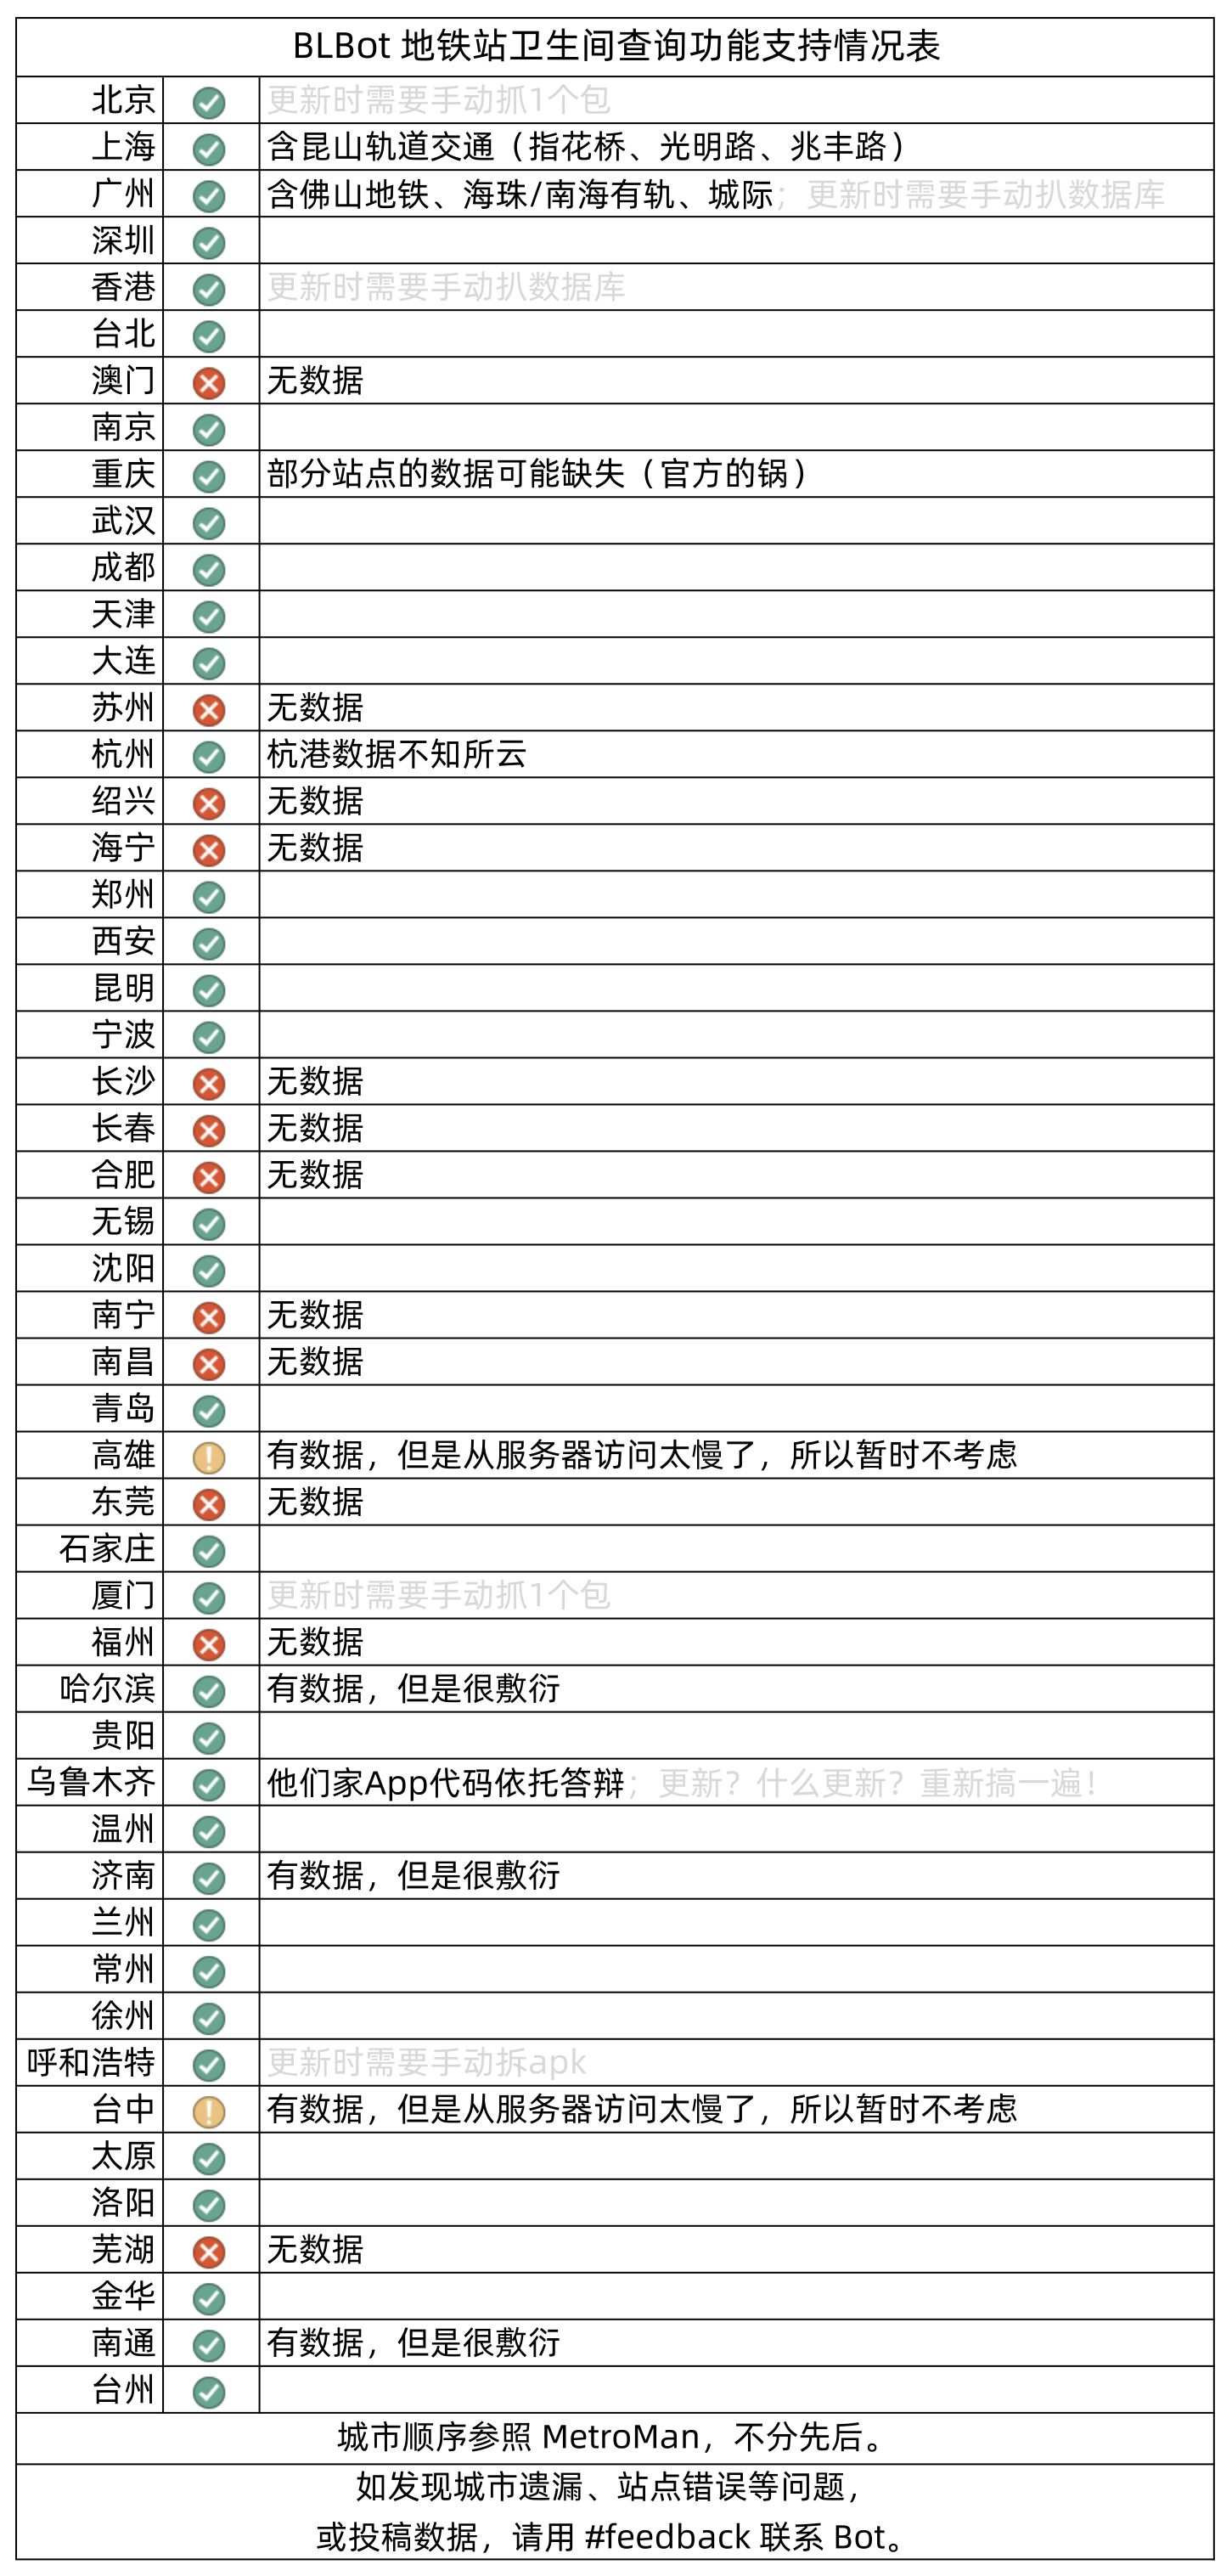 BLBot 地铁站卫生间查询功能支持情况表
北京 更新时需要手动抓1个包
上海 含昆山轨道交通（指花桥、光明路、兆丰路）
广州 含佛山地铁、海珠/南海有轨、城际；更新时需要手动扒数据库
深圳
香港 更新时需要手动扒数据库
台北
澳门 无数据
南京
重庆 部分站点的数据可能缺失（官方的锅）
武汉
成都
天津
大连
苏州 无数据
杭州 杭港数据不知所云
绍兴 无数据
海宁 无数据
郑州
西安
昆明
宁波
长沙 无数据
长春 无数据
合肥 无数据
无锡
沈阳
南宁 无数据
南昌 无数据
青岛
高雄 有数据，但是从服务器访问太慢了，所以暂时不考虑
东莞 无数据
石家庄
厦门 更新时需要手动抓1个包
福州 无数据
哈尔滨 有数据，但是很敷衍
贵阳
乌鲁木齐 他们家App代码依托答辩；更新？什么更新？重新搞一遍！
温州
济南 有数据，但是很敷衍
兰州
常州
徐州
呼和浩特 更新时需要手动拆apk
台中 有数据，但是从服务器访问太慢了，所以暂时不考虑
太原
洛阳
芜湖 无数据
金华
南通 有数据，但是很敷衍
台州
城市顺序参照 MetroMan，不分先后。
如发现城市遗漏、站点错误等问题，
或投稿数据，请用 #feedback 联系 Bot。